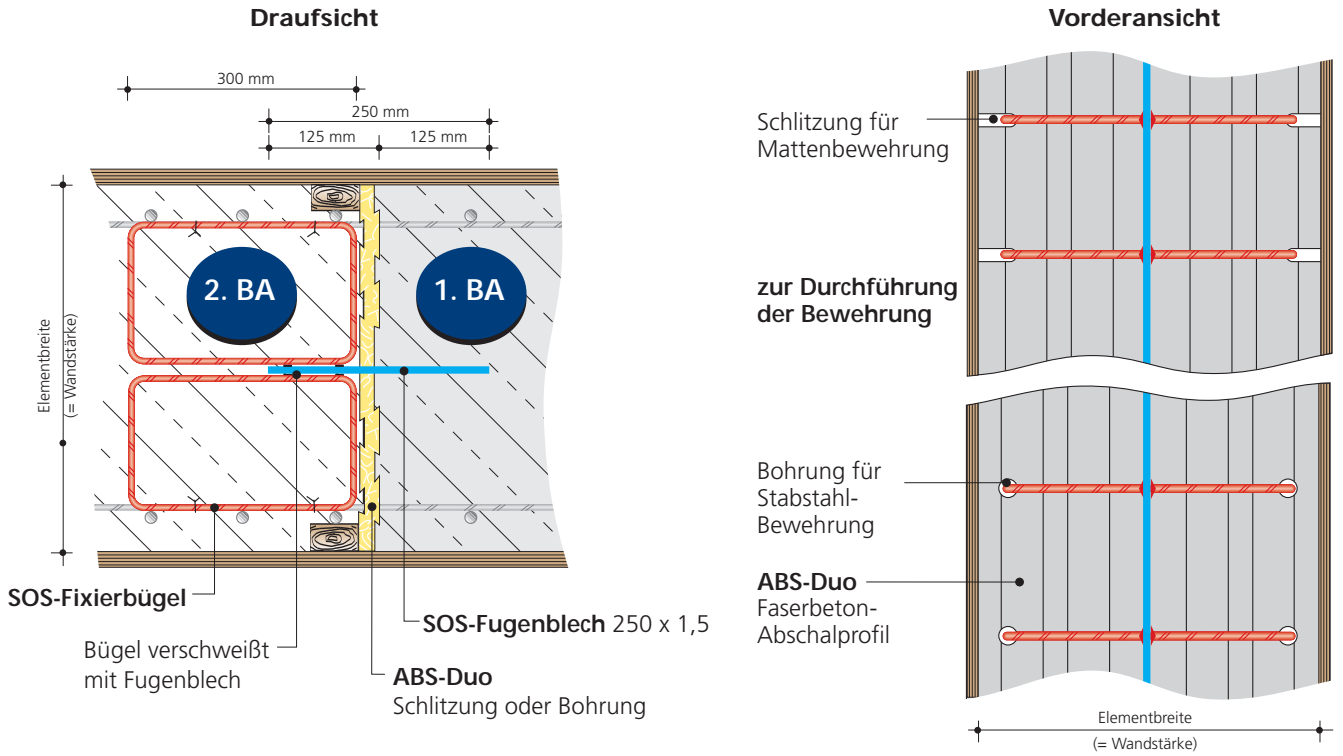 Draufsicht
300 mm
250 mm
125 mm
125 mm
2. BA
1. BA
Elementbreite
(= Wandstärke)
SOS-Fixierbügel
Bügel verschweißt
mit Fugenblech
SOS-Fugenblech 250 x 1,5
ABS-Duo
Schlitzung oder Bohrung
Vorderansicht
Schlitzung für
Mattenbewehrung
zur Durchführung
der Bewehrung
Bohrung für
Stabstahl-
Bewehrung
ABS-Duo
Faserbeton-
Abschalprofil
Elementbreite
(= Wandstärke)